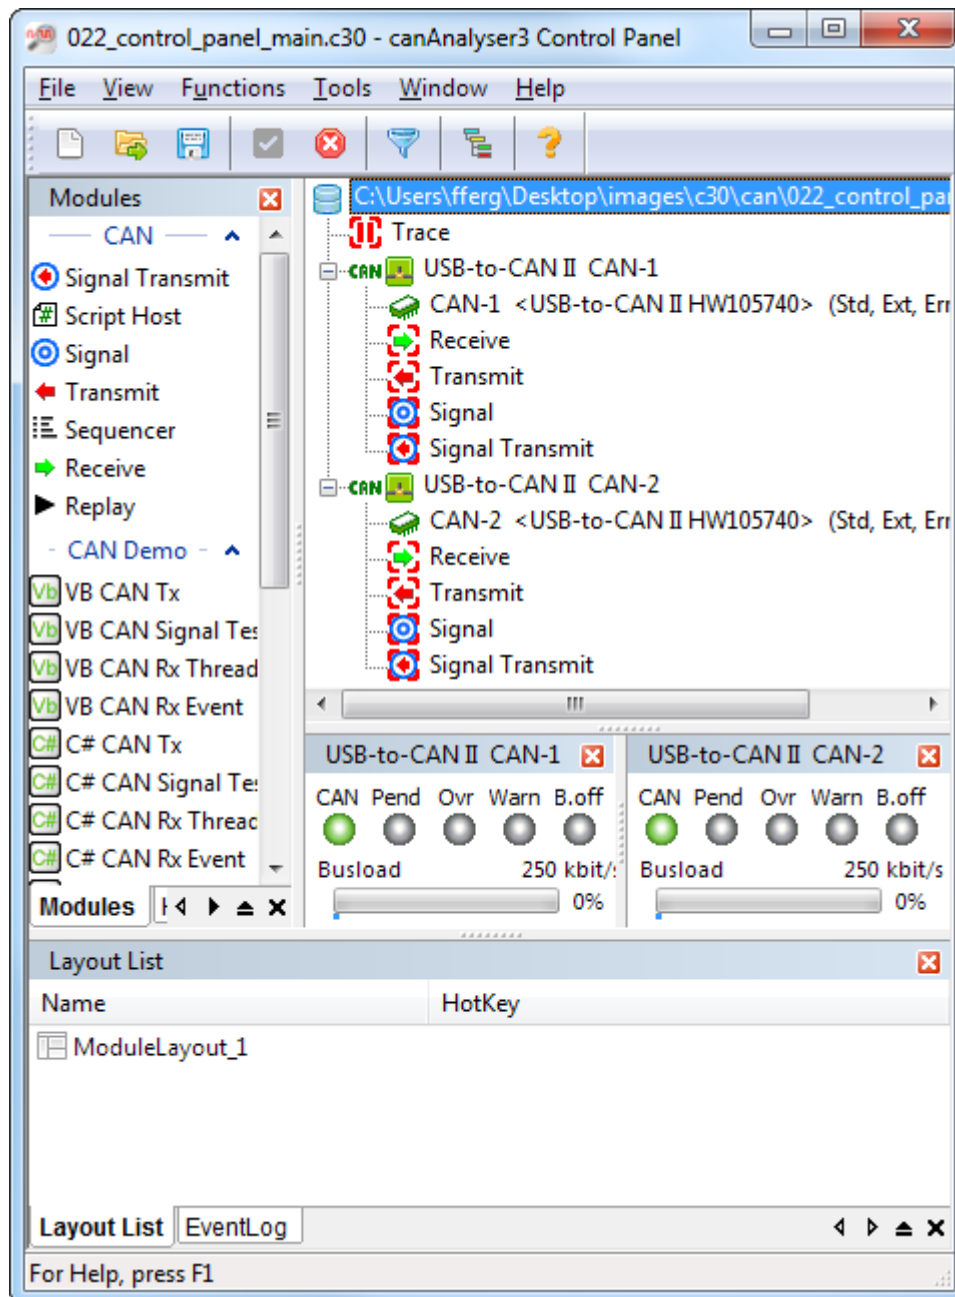 022_control_panel_main.c30 - canAnalyser3 Control Panel
File View Functions Tools Window Help
Modules
CAN
Signal Transmit
Script Host
Signal
Transmit
Sequencer
Receive
Replay
CAN Demo
Vb VB CAN Tx
Vb VB CAN Signal Tes
Vb VB CAN Rx Thread
Vb VB CAN Rx Event
C# C# CAN Tx
C# C# CAN Signal Te
C# C# CAN Rx Threac
C# C# CAN Rx Event
Modules
C:\Users\fferg\Desktop\images\c30\can\022_control_pa
Trace
CAN USB-to-CAN II CAN-1
CAN-1 <USB-to-CAN II HW105740> (Std, Ext, Err
Receive
Transmit
Signal
Signal Transmit
CAN USB-to-CAN II CAN-2
CAN-2 <USB-to-CAN II HW105740> (Std, Ext, Err
Receive
Transmit
Signal
Signal Transmit
USB-to-CAN II CAN-1
CAN Pend Ovr Warn B.off
Busload 250 kbit/s
0%
USB-to-CAN II CAN-2
CAN Pend Ovr Warn B.off
Busload 250 kbit/s
0%
Layout List
Name HotKey
ModuleLayout_1
Layout List EventLog
For Help, press F1